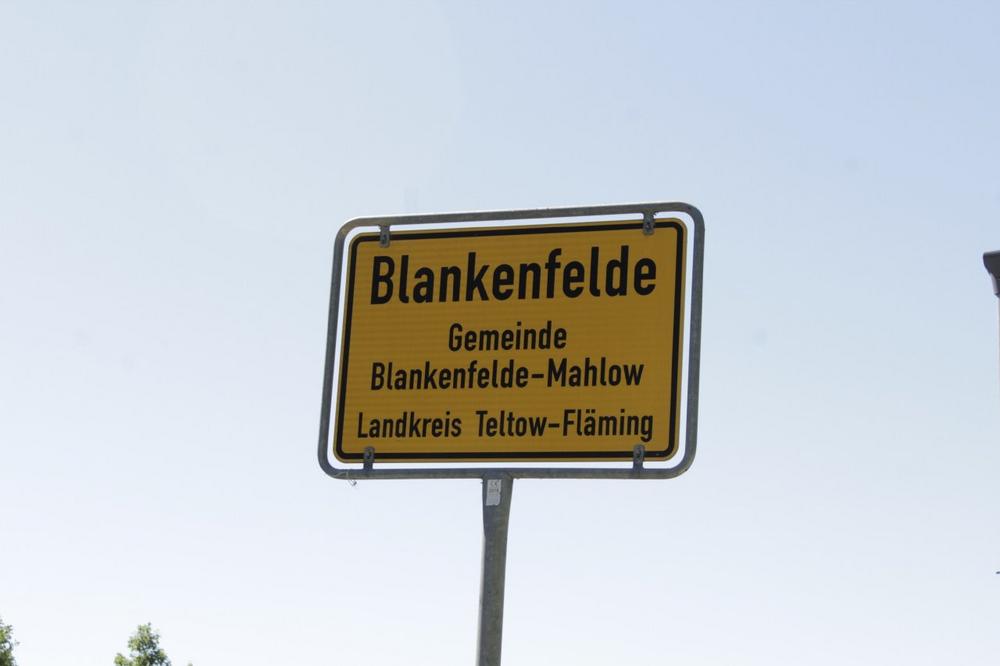 Blankenfelde
Gemeinde
Blankenfelde-Mahlow
Landkreis Teltow-Fläming